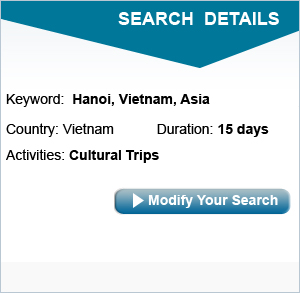 SEARCH DETAILS
Keyword: Hanoi, Vietnam, Asia
Country: Vietnam Duration: 15 days
Activities: Cultural Trips
Modify Your Search